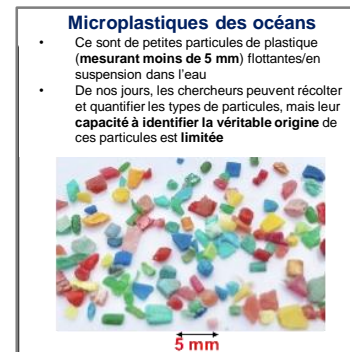 Microplastiques des océans
• Ce sont de petites particules de plastique
(mesurant moins de 5 mm) flottantes/en
suspension dans l'eau
• De nos jours, les chercheurs peuvent récolter
et quantifier les types de particules, mais leur
capacité à identifier la véritable origine de
ces particules est limitée
5 mm